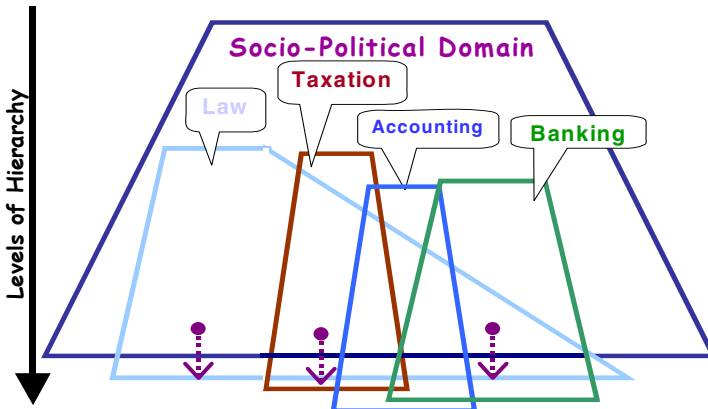 Socio-Political Domain
Taxation
Law
Accounting
Banking
Levels of Hierarchy